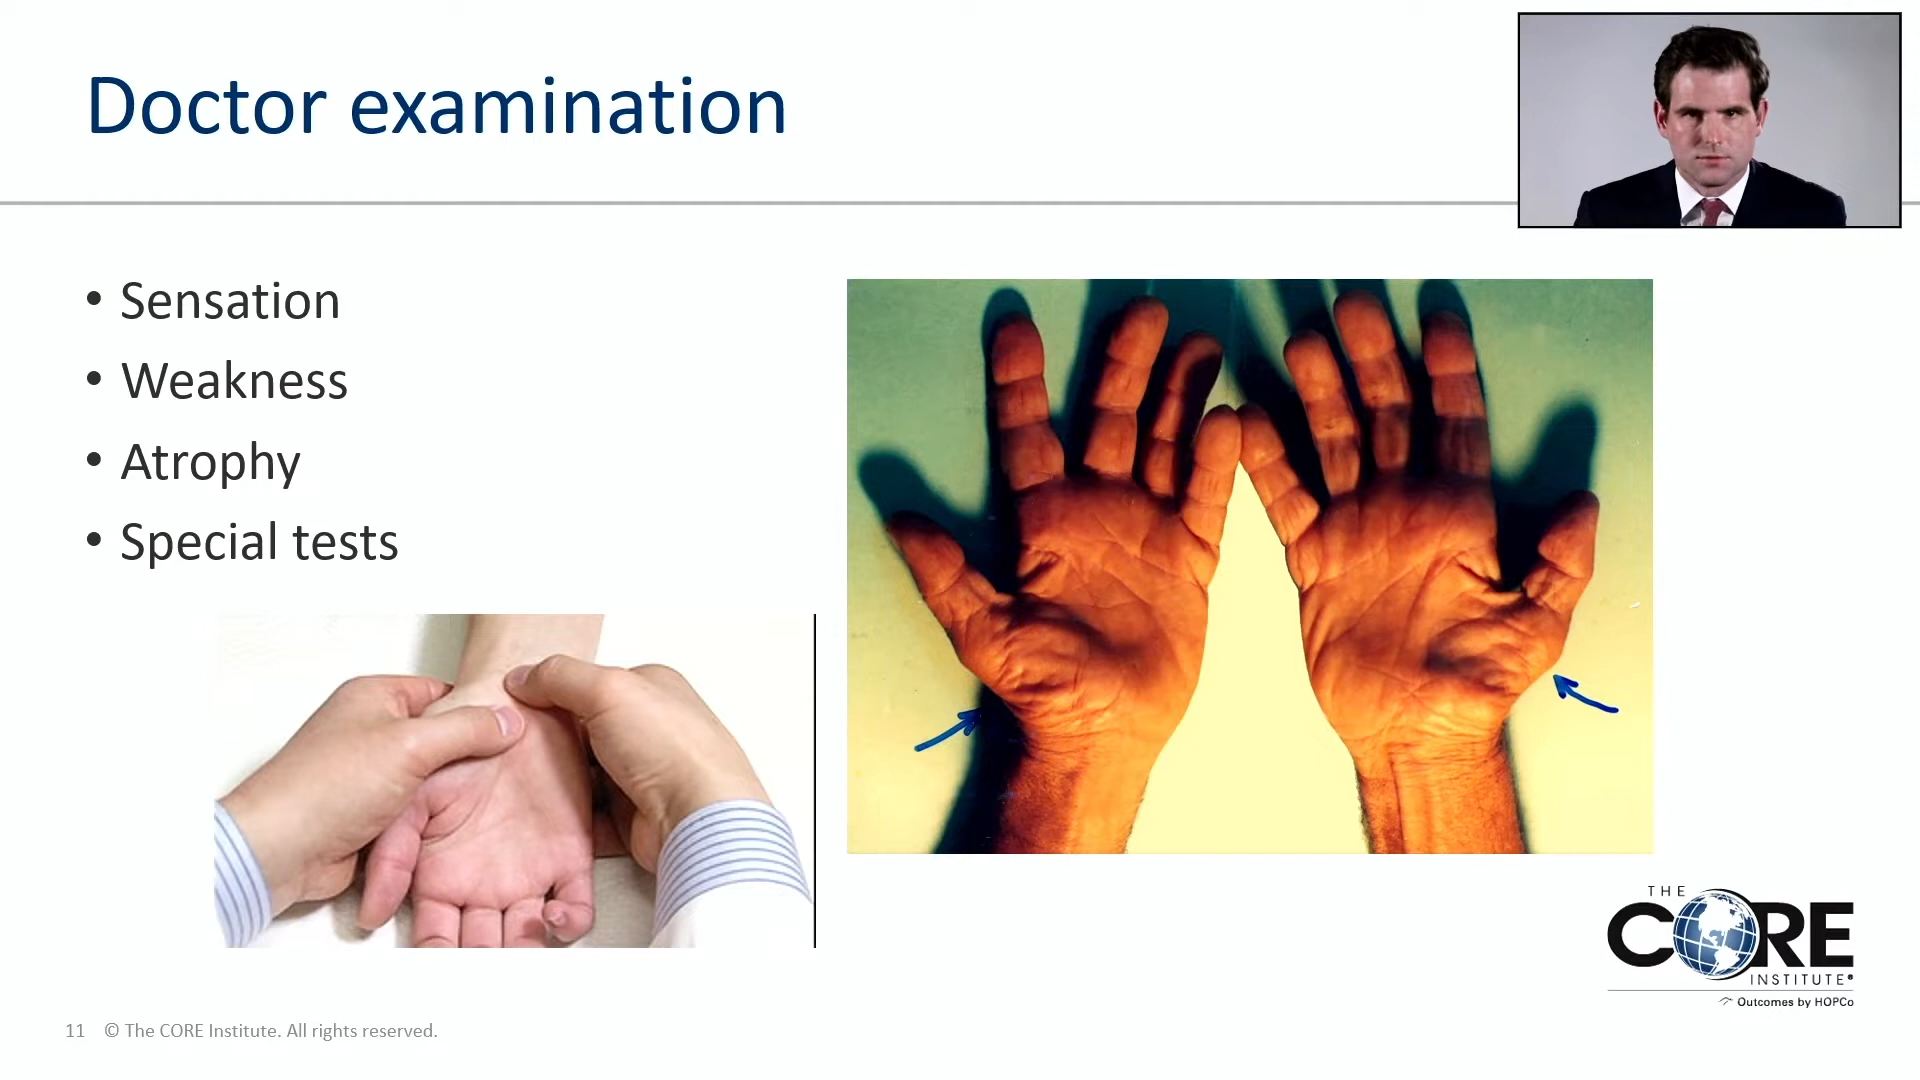 Doctor examination
• Sensation
• Weakness
• Atrophy
• Special tests
THE
CORE
INSTITUTE®
Outcomes by HOPCo
11 © The CORE Institute. All rights reserved.